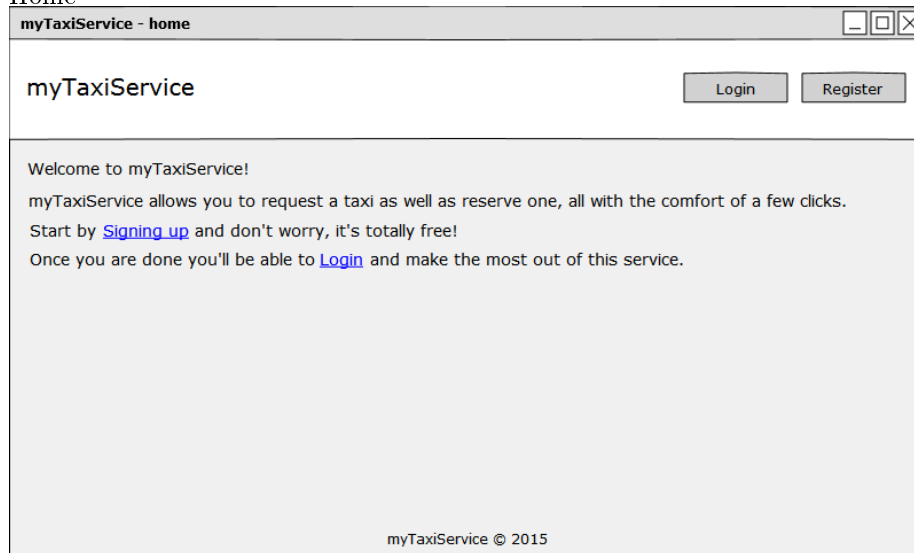 Home
myTaxiService - home
myTaxiService
Login
Register
Welcome to myTaxiService!
myTaxiService allows you to request a taxi as well as reserve one, all with the comfort of a few clicks.
Start by Signing up and don't worry, it's totally free!
Once you are done you'll be able to Login and make the most out of this service.
myTaxiService © 2015